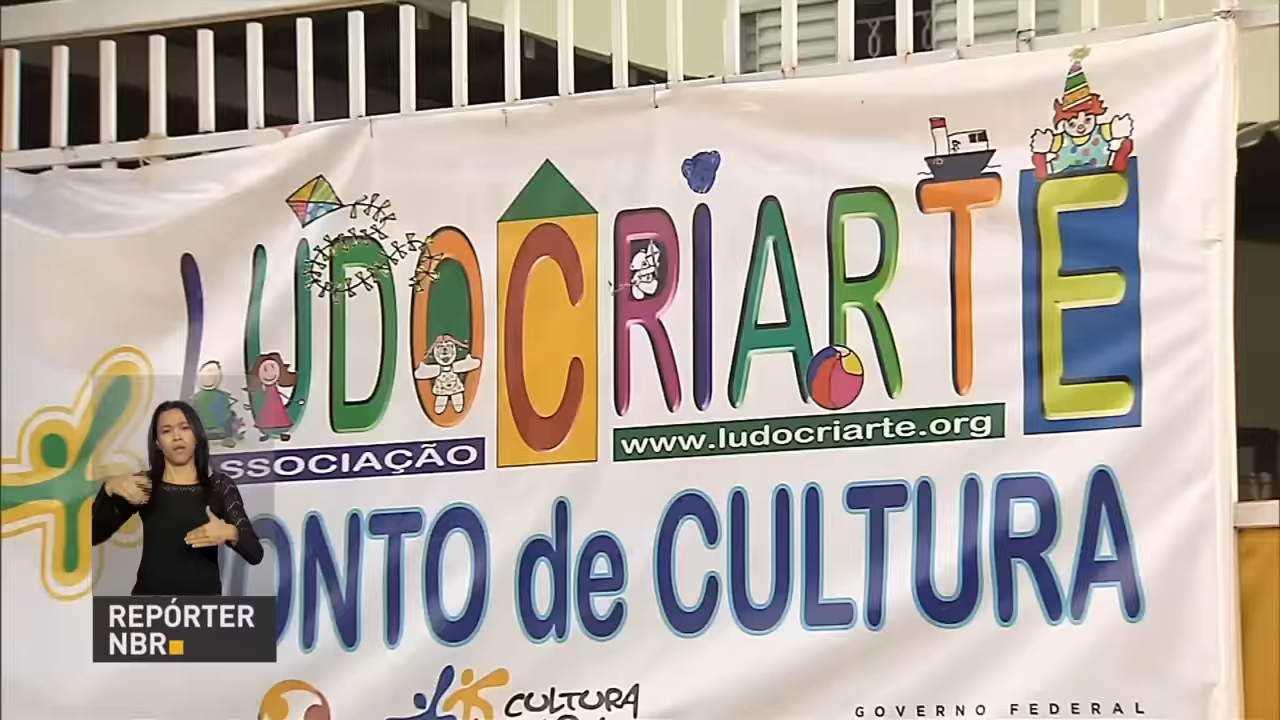 LUDOCRIARTE
SSOCIAÇÃO
www.ludocriarte.org
ONTO de CULTURA
CULTURA
GOVERNO FEDERAL
REPÓRTER
NBR